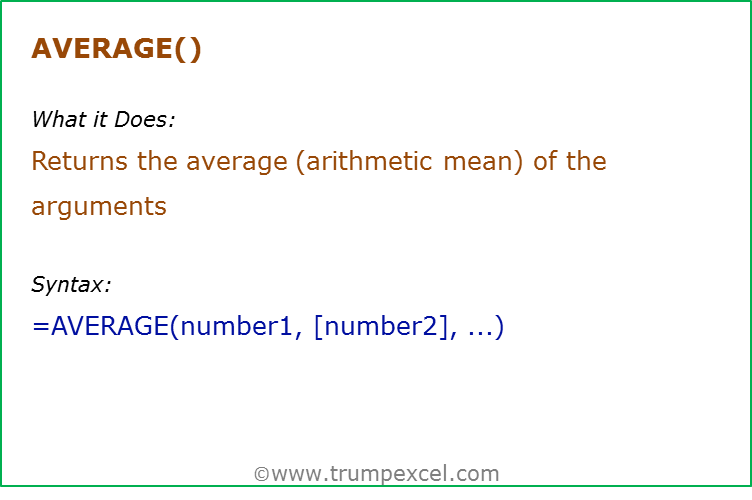 AVERAGE()
What it Does:
Returns the average (arithmetic mean) of the
arguments
Syntax:
=AVERAGE(number1, [number2], ...)
©www.trumpexcel.com